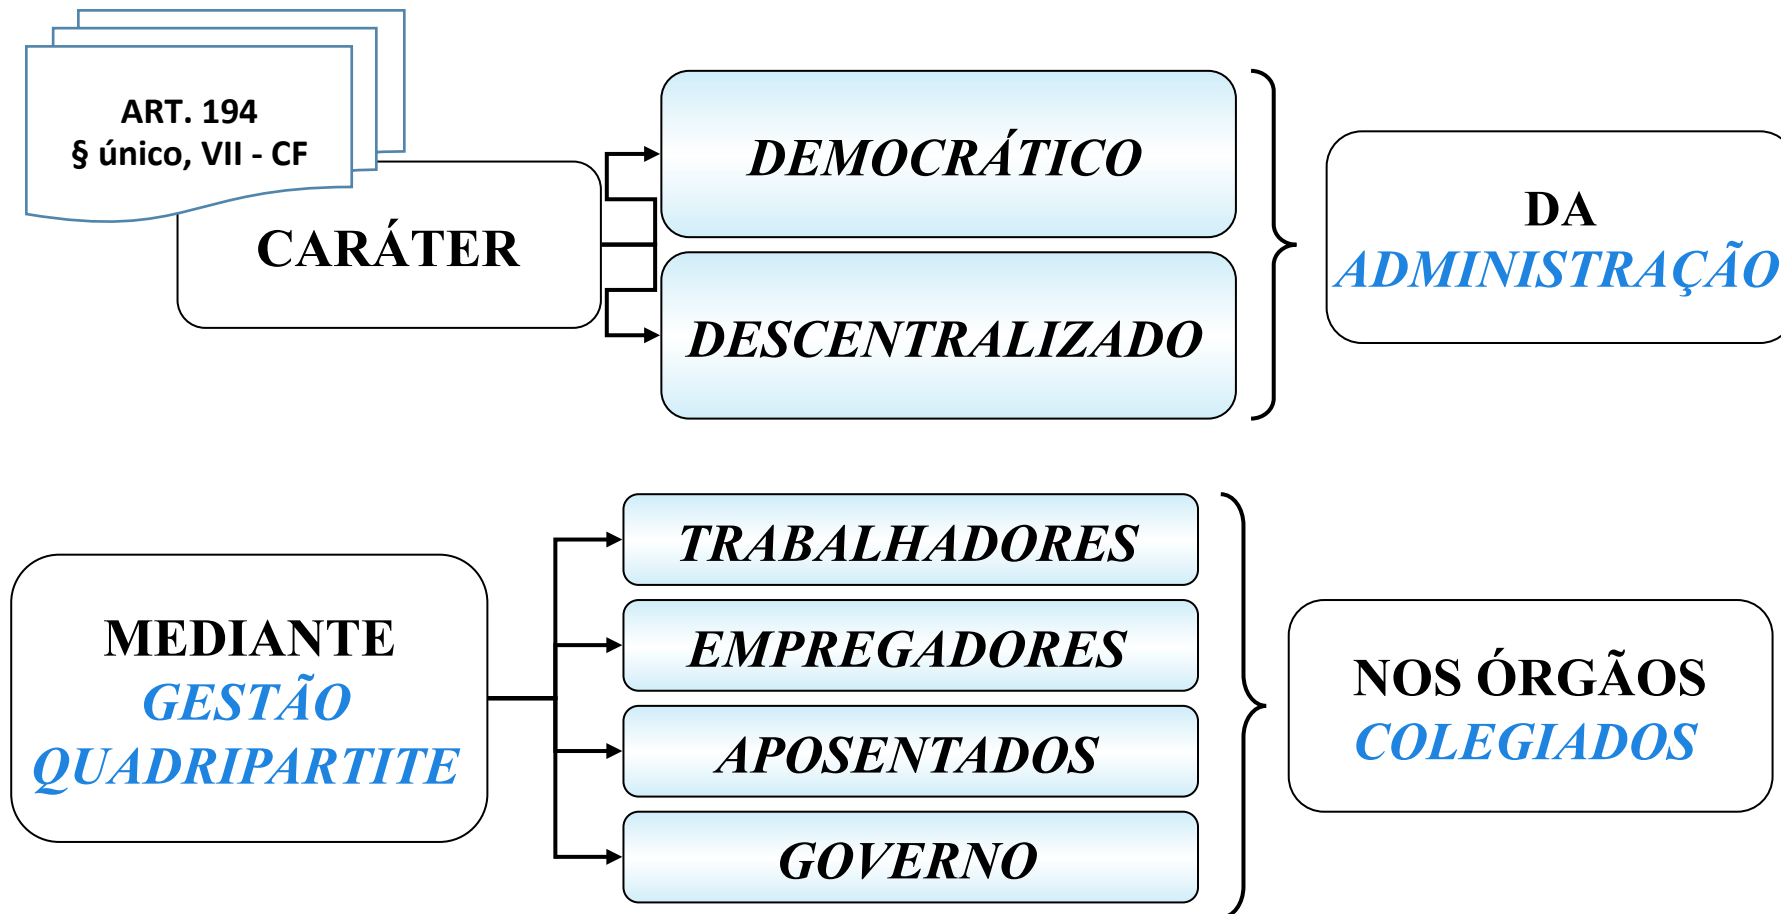 ART. 194
§ único, VII - CF
CARÁTER
DEMOCRÁTICO
DESCENTRALIZADO
DA
ADMINISTRAÇÃO
MEDIANTE
GESTÃO
QUADRIPARTITE
TRABALHADORES
EMPREGADORES
APOSENTADOS
GOVERNO
NOS ÓRGÃOS
COLEGIADOS